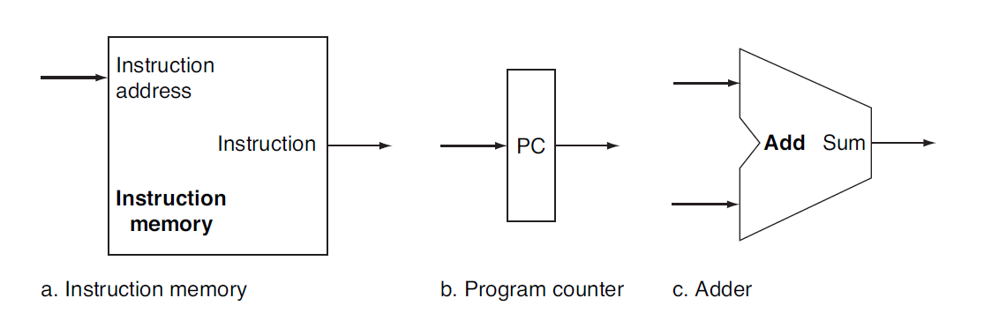 Instruction
address
Instruction
Instruction
memory
PC
Add Sum
a. Instruction memory
b. Program counter
c. Adder